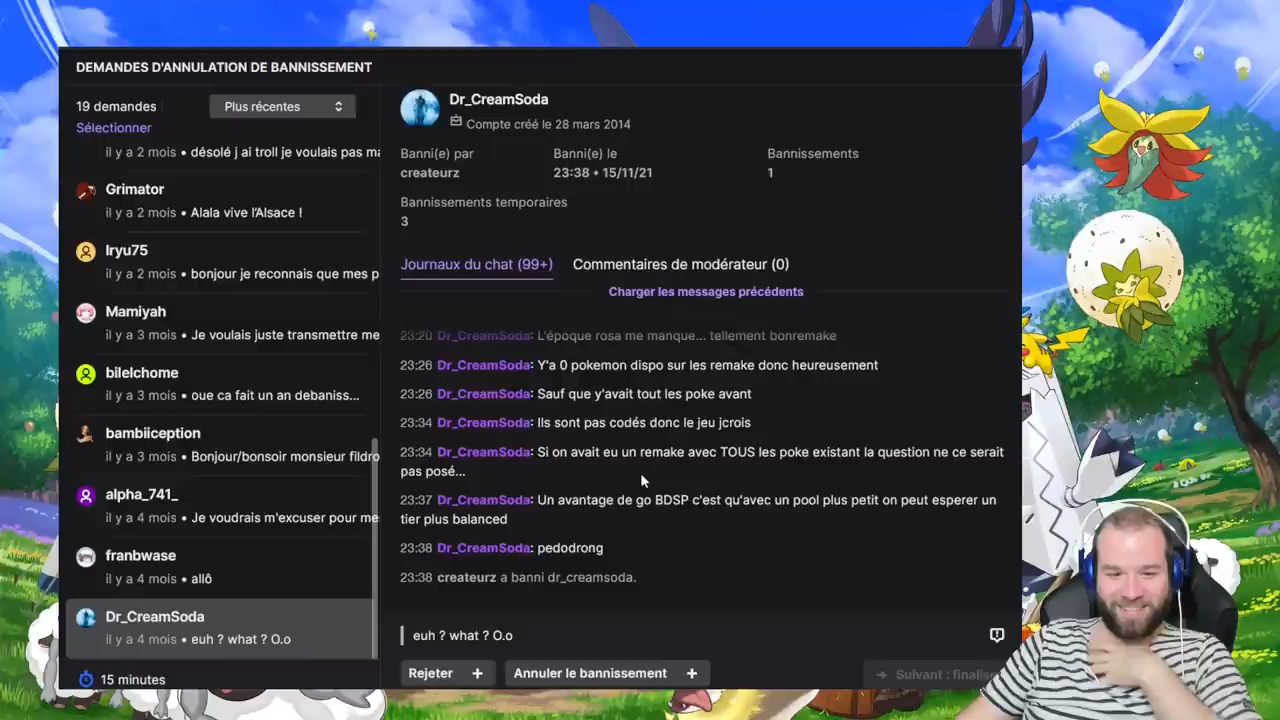 DEMANDES D'ANNULATION DE BANNISSEMENT
19 demandes
Plus récentes
Sélectionner
il y a 2 mois • désolé j ai troll je voulais pas ma
Grimator
il y a 2 mois • Alala vive l'Alsace !
Iryu75
il y a 2 mois • bonjour je reconnais que mes p
Mamiyah
il y a 3 mois • Je voulais juste transmettre me
bilelchome
il y a 3 mois • oue ca fait un an debaniss...
bambiiception
il y a 3 mois • Bonjour/bonsoir monsieur fildro
alpha_741_
il y a 4 mois • Je voudrais m'excuser pour me
franbwase
il y a 4 mois • allô
Dr_CreamSoda
il y a 4 mois • euh ? what ? O.o
15 minutes
Dr_CreamSoda
Compte créé le 28 mars 2014
Banni(e) par
createurz
Banni(e) le
23:38 • 15/11/21
Bannissements
1
Bannissements temporaires
3
Journaux du chat (99+)
Commentaires de modérateur (0)
Charger les messages précédents
23:20 Dr_CreamSoda: L'époque rosa me manque... tellement bonremake
23:26 Dr_CreamSoda: Y'a 0 pokemon dispo sur les remake donc heureusement
23:26 Dr_CreamSoda: Sauf que y'avait tout les poke avant
23:34 Dr_CreamSoda: Ils sont pas codés donc le jeu jcrois
23:34 Dr_CreamSoda: Si on avait eu un remake avec TOUS les poke existant la question ne ce serait
pas posé...
23:37 Dr_CreamSoda: Un avantage de go BDSP c'est qu'avec un pool plus petit on peut esperer un
tier plus balanced
23:38 Dr_CreamSoda: pedodrong
23:38 createurz a banni dr_creamsoda.
euh ? what ? O.o
Rejeter +
Annuler le bannissement +
→ Suivant : finalise